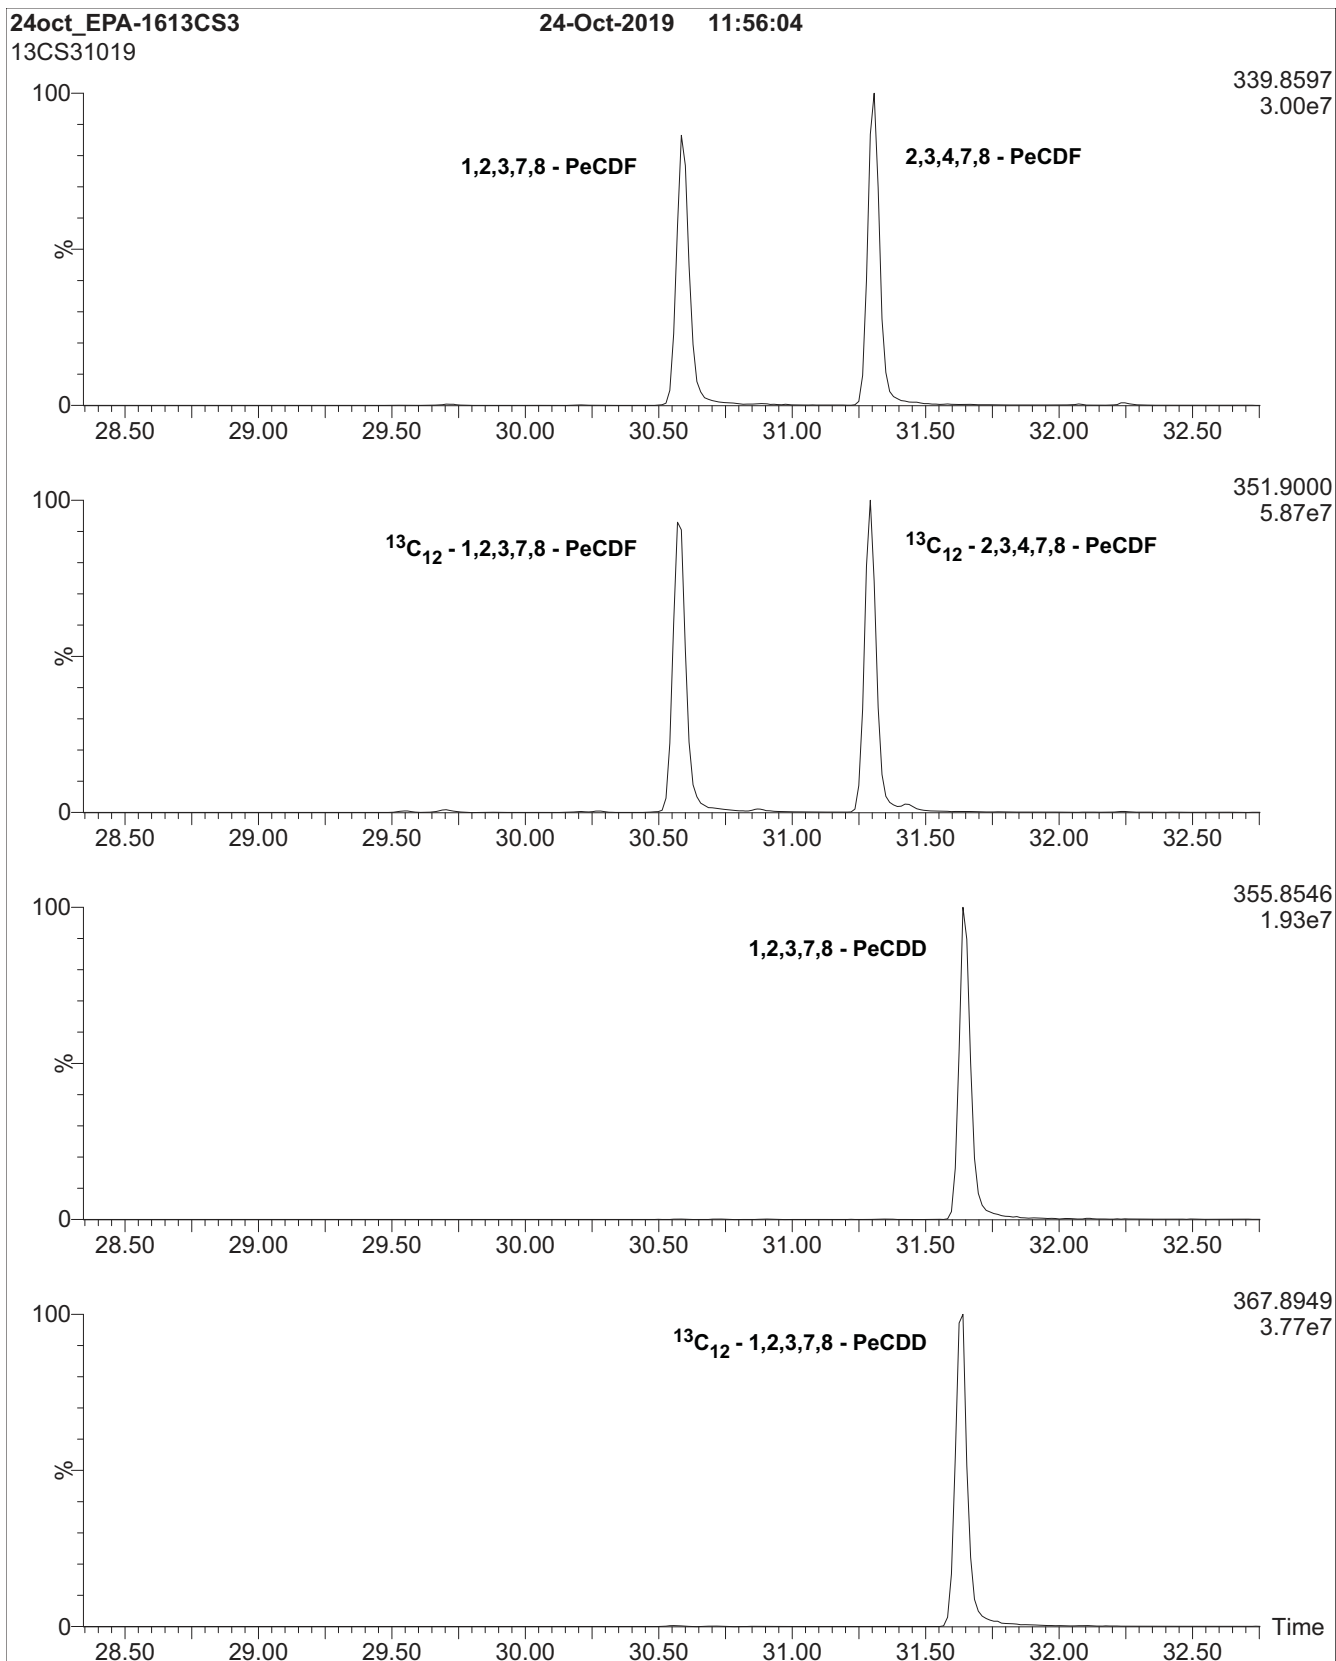 24oct_EPA-1613CS3 24-Oct-2019 11:56:04
13CS31019
339.8597
3.00e7
100
1,2,3,7,8 - PeCDF
2,3,4,7,8 - PeCDF
%
0
28.50 29.00 29.50 30.00 30.50 31.00 31.50 32.00 32.50
351.9000
5.87e7
100
¹³C₁₂ - 1,2,3,7,8 - PeCDF
¹³C₁₂ - 2,3,4,7,8 - PeCDF
%
0
28.50 29.00 29.50 30.00 30.50 31.00 31.50 32.00 32.50
355.8546
1.93e7
100
1,2,3,7,8 - PeCDD
%
0
28.50 29.00 29.50 30.00 30.50 31.00 31.50 32.00 32.50
367.8949
3.77e7
100
¹³C₁₂ - 1,2,3,7,8 - PeCDD
%
0
Time
28.50 29.00 29.50 30.00 30.50 31.00 31.50 32.00 32.50